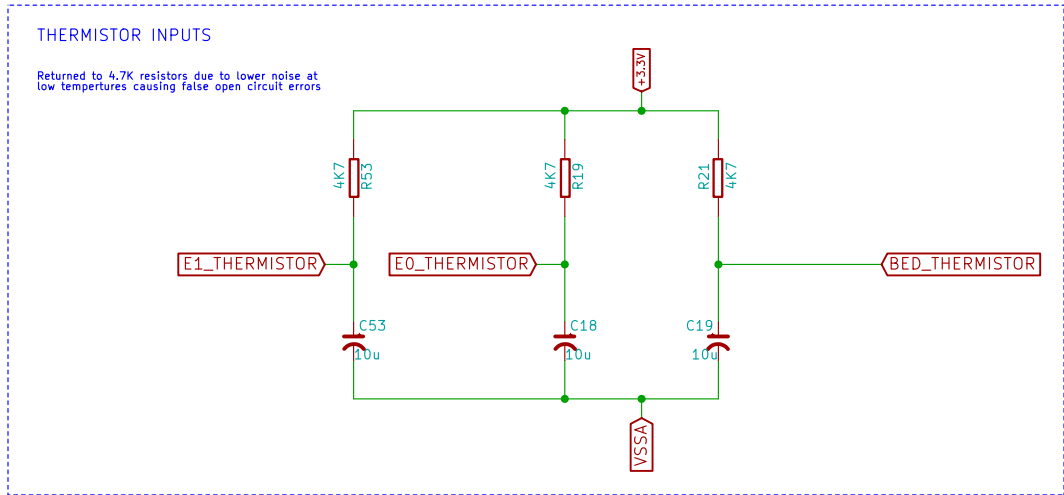 THERMISTOR INPUTS
Returned to 4.7K resistors due to lower noise at
low tempertures causing false open circuit errors
+3.3V
4K7
R53
4K7
R19
R21
4K7
E1_THERMISTOR
E0_THERMISTOR
BED_THERMISTOR
C53
10u
C18
10u
C19
10u
VSSA